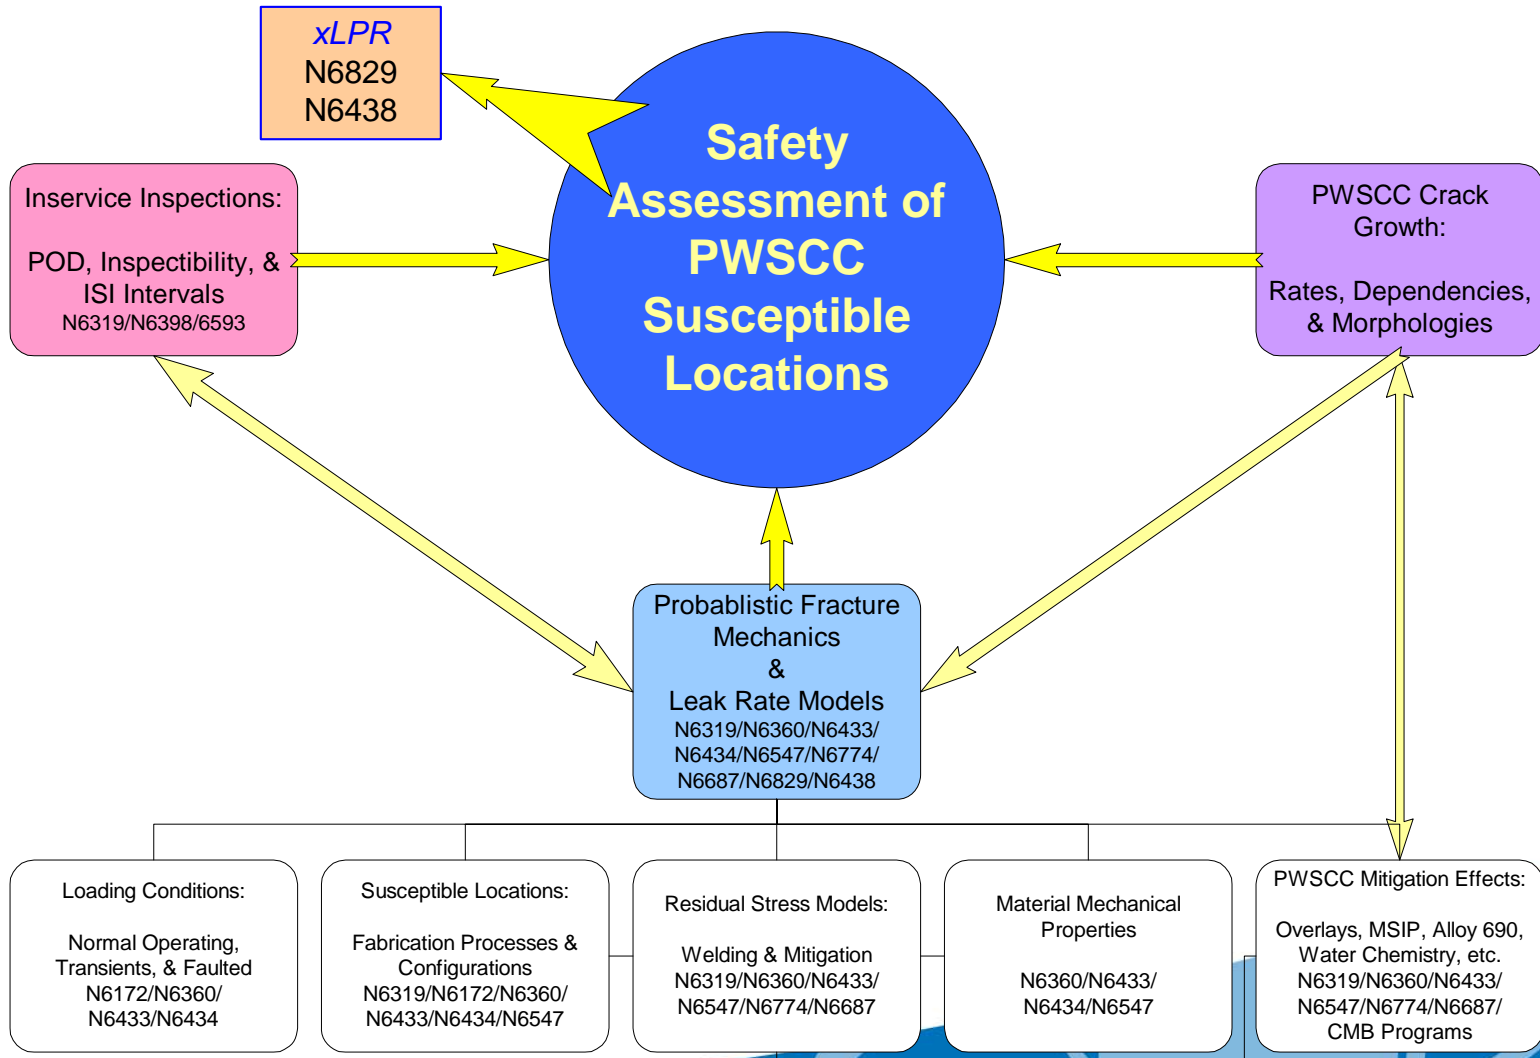 xLPR
N6829
N6438
Safety
Assessment of
PWSCC
Susceptible
Locations
Inservice Inspections:
POD, Inspectibility, &
ISI Intervals
N6319/N6398/6593
PWSCC Crack
Growth:
Rates, Dependencies,
& Morphologies
Probablistic Fracture
Mechanics
&
Leak Rate Models
N6319/N6360/N6433/
N6434/N6547/N6774/
N6687/N6829/N6438
Loading Conditions:
Normal Operating,
Transients, & Faulted
N6172/N6360/
N6433/N6434
Susceptible Locations:
Fabrication Processes &
Configurations
N6319/N6172/N6360/
N6433/N6434/N6547
Residual Stress Models:
Welding & Mitigation
N6319/N6360/N6433/
N6547/N6774/N6687
Material Mechanical
Properties
N6360/N6433/
N6434/N6547
PWSCC Mitigation Effects:
Overlays, MSIP, Alloy 690,
Water Chemistry, etc.
N6319/N6360/N6433/
N6547/N6774/N6687/
CMB Programs